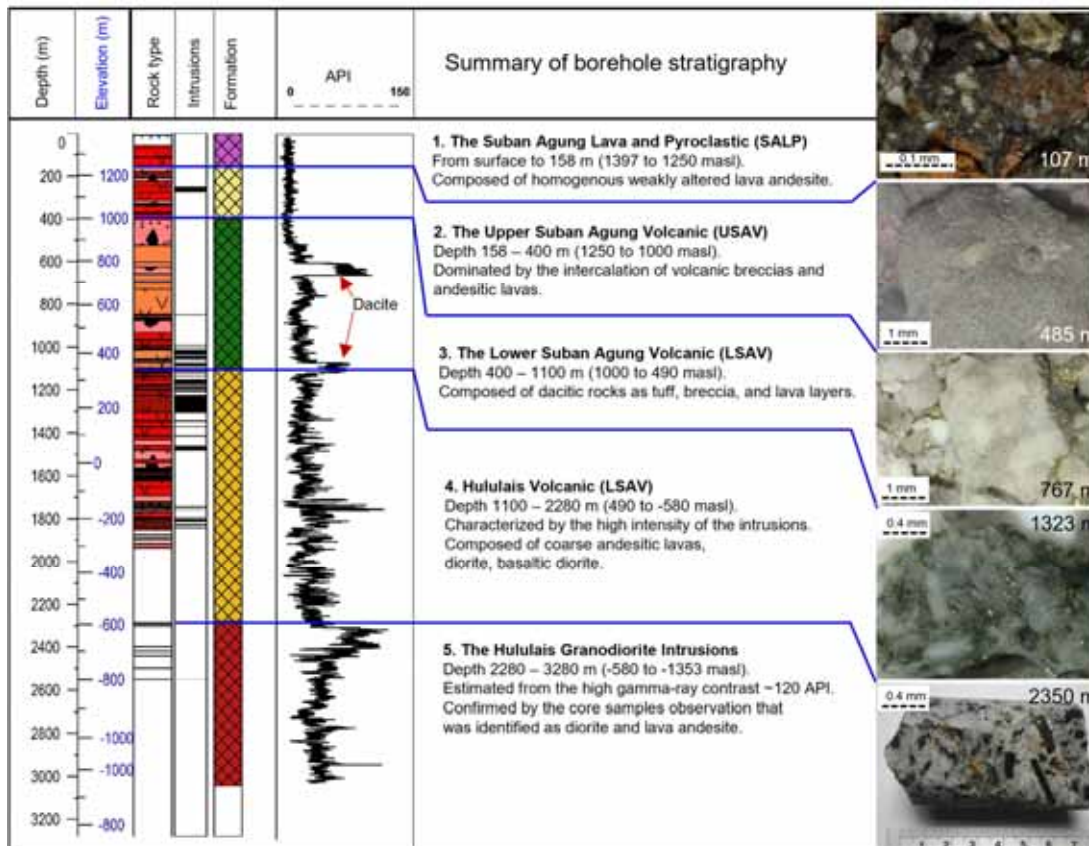 Depth (m)
Elevation (m)
Rock type
Intrusions
Formation
API
0 150
Summary of borehole stratigraphy
0
200
400
600
800
1000
1200
1400
1600
1800
2000
2200
2400
2600
2800
3000
3200
1200
1000
800
600
400
200
0
-200
-400
-600
-800
-1000
-1000
-800
Dacite
1. The Suban Agung Lava and Pyroclastic (SALP)
From surface to 158 m (1397 to 1250 masl).
Composed of homogenous weakly altered lava andesite.
2. The Upper Suban Agung Volcanic (USAV)
Depth 158 – 400 m (1250 to 1000 masl).
Dominated by the intercalation of volcanic breccias and
andesitic lavas.
3. The Lower Suban Agung Volcanic (LSAV)
Depth 400 – 1100 m (1000 to 490 masl).
Composed of dacitic rocks as tuff, breccia, and lava layers.
4. Hululais Volcanic (LSAV)
Depth 1100 – 2280 m (490 to -580 masl).
Characterized by the high intensity of the intrusions.
Composed of coarse andesitic lavas,
diorite, basaltic diorite.
5. The Hululais Granodiorite Intrusions
Depth 2280 – 3280 m (-580 to -1353 masl).
Estimated from the high gamma-ray contrast ~120 API.
Confirmed by the core samples observation that
was identified as diorite and lava andesite.
0.1 mm
107 m
1 mm
485 m
1 mm
767 m
0.4 mm
1323 m
0.4 mm
2350 m
1 2 3 4 5 6 7